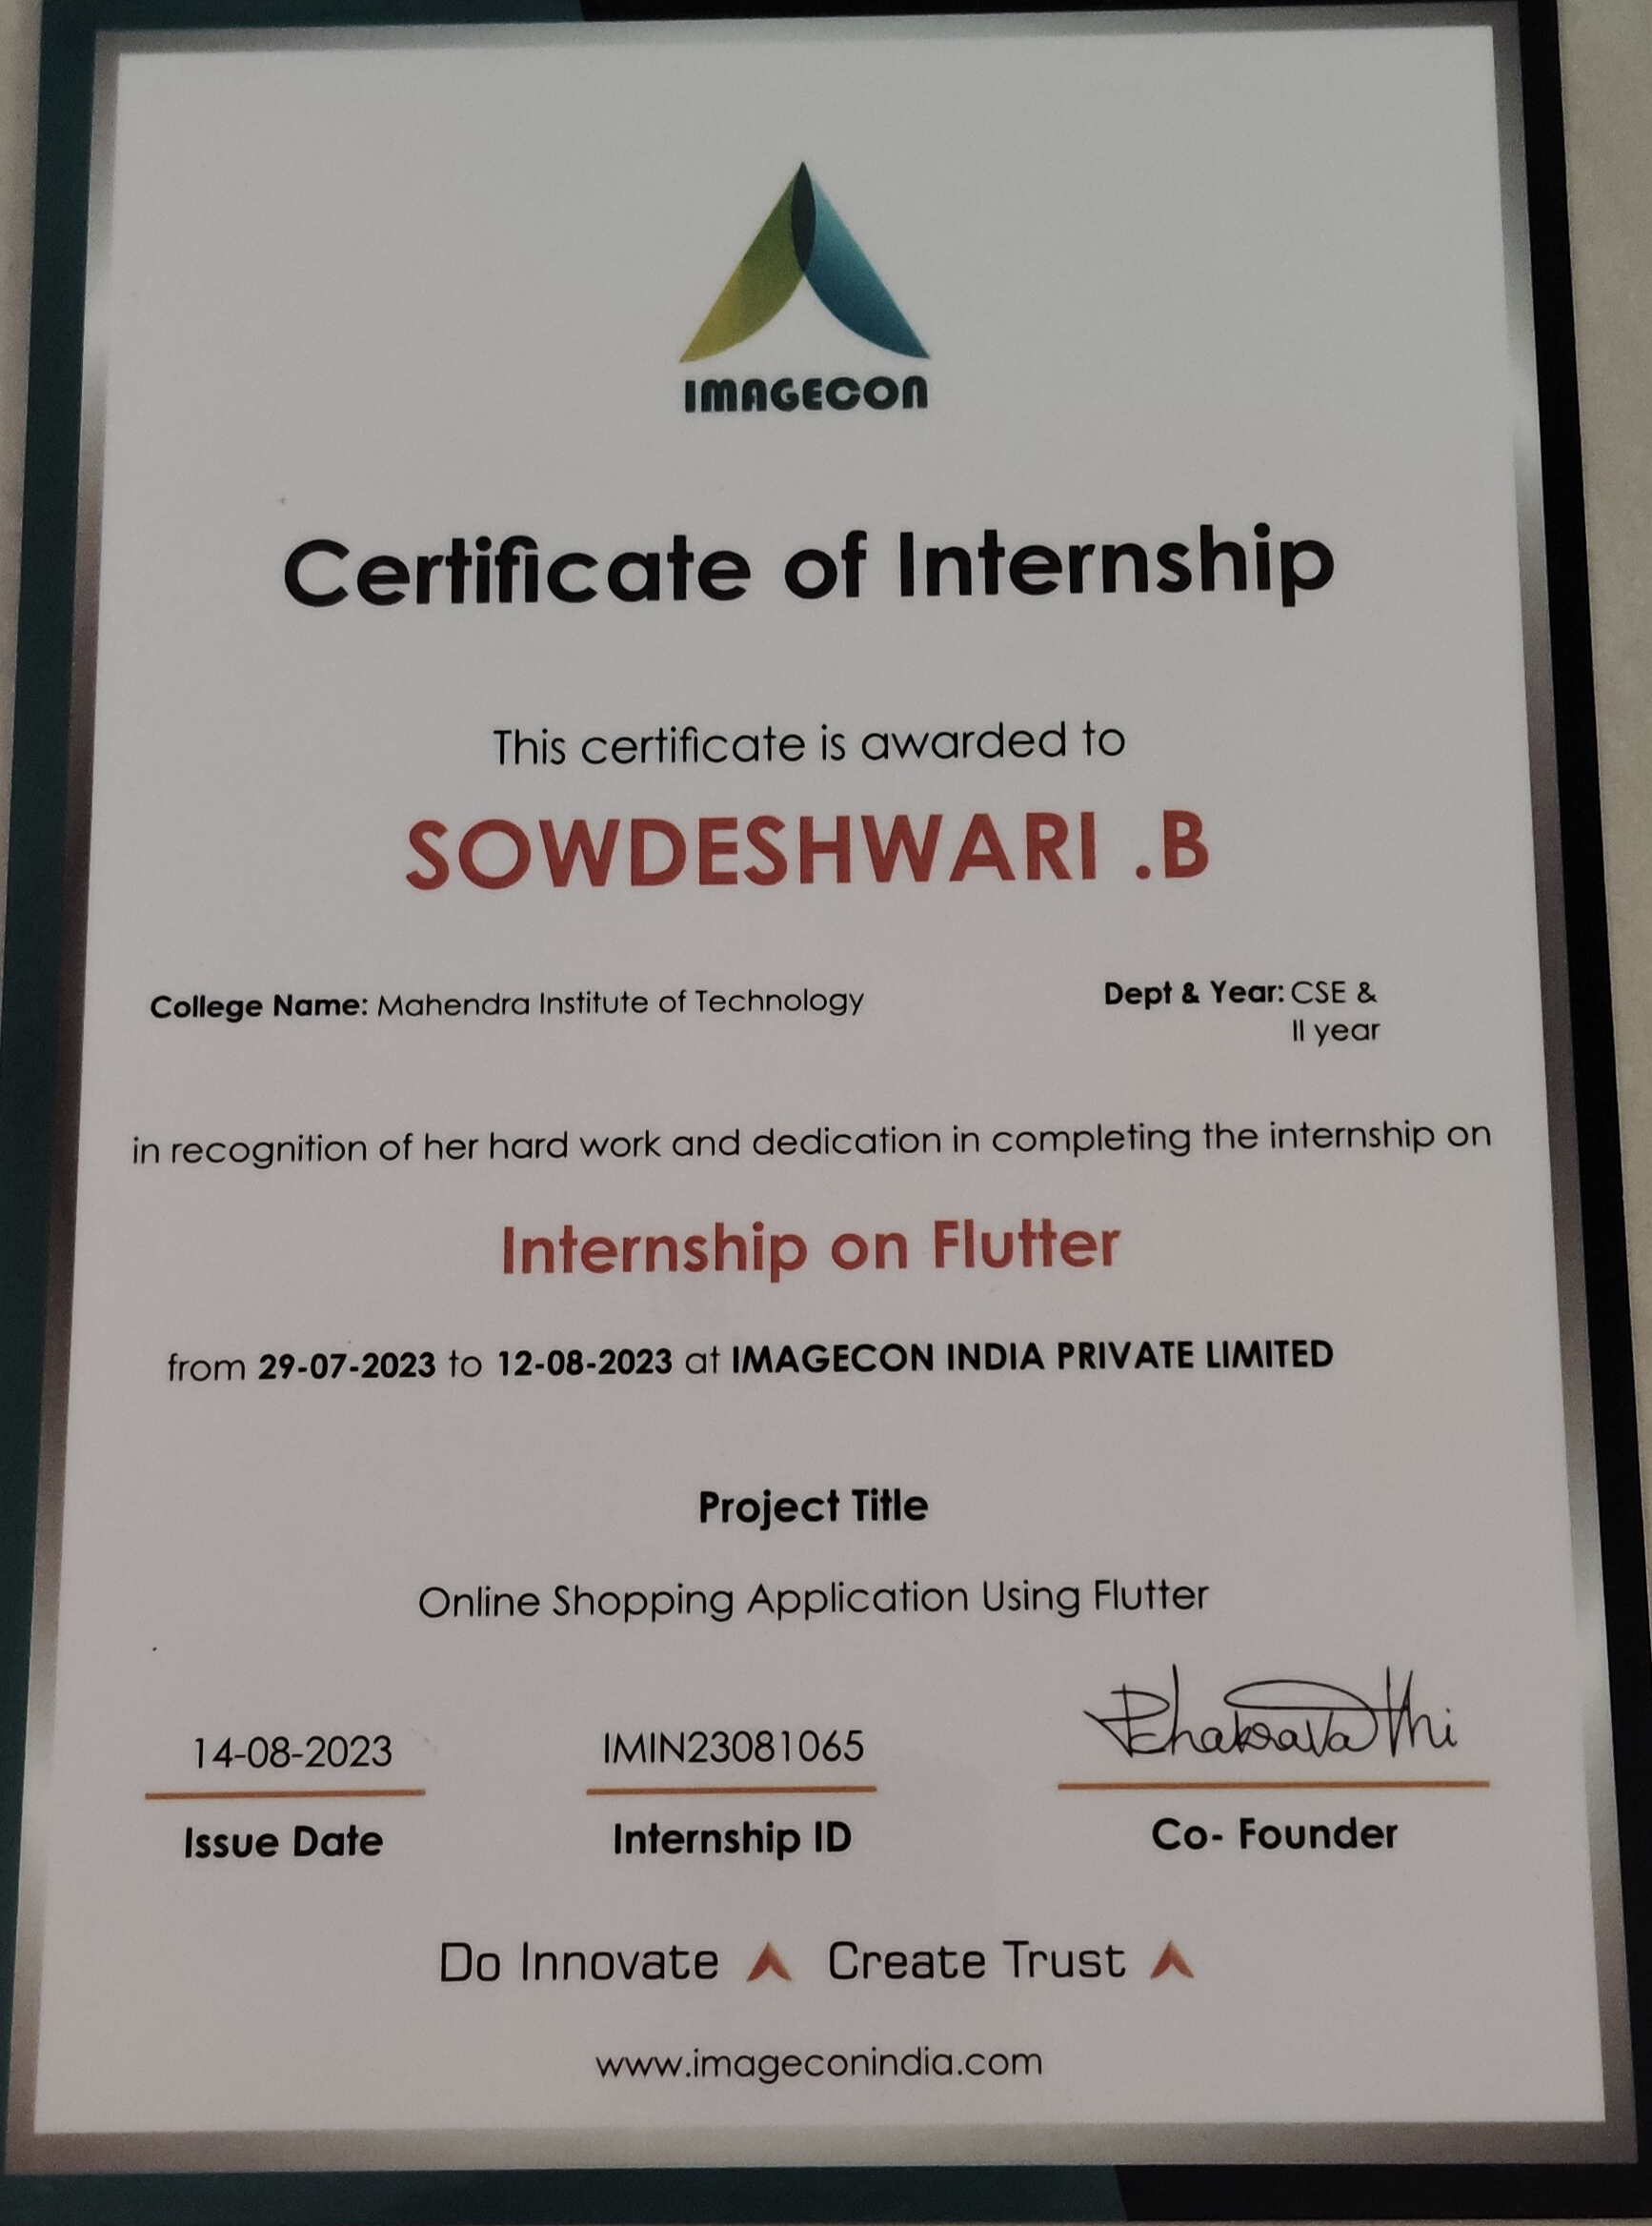 IMAGECON
Certificate of Internship
This certificate is awarded to
SOWDESHWARI .B
College Name: Mahendra Institute of Technology
Dept & Year: CSE &
II year
in recognition of her hard work and dedication in completing the internship on
Internship on Flutter
from 29-07-2023 to 12-08-2023 at IMAGECON INDIA PRIVATE LIMITED
Project Title
Online Shopping Application Using Flutter
14-08-2023
Issue Date
IMIN23081065
Internship ID
Co- Founder
Do Innovate Create Trust
www.imageconindia.com